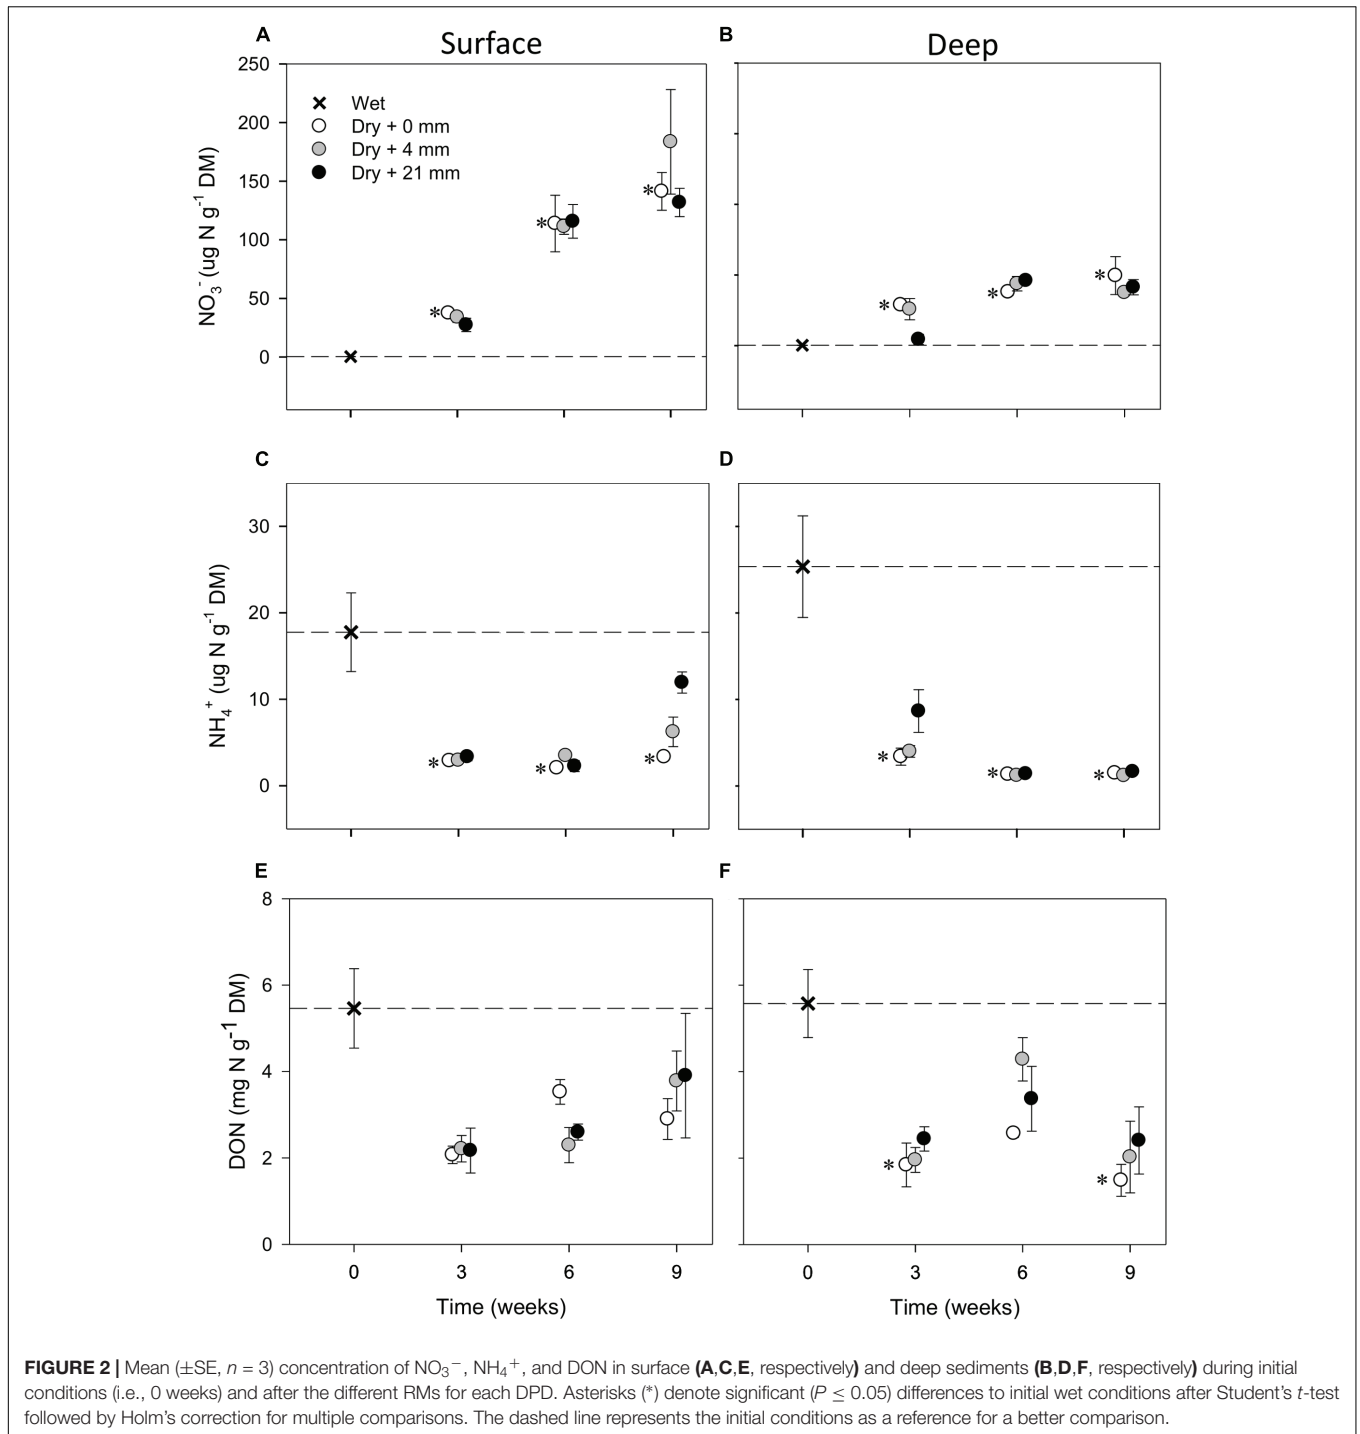 A
Surface
B
Deep
250
200
150
100
50
0
NO₃⁻ (ug N g⁻¹ DM)
Wet
Dry + 0 mm
Dry + 4 mm
Dry + 21 mm
*
*
*
*
*
*
C
D
30
20
10
0
NH₄⁺ (ug N g⁻¹ DM)
*
*
*
*
*
*
E
F
8
6
4
2
0
DON (mg N g⁻¹ DM)
*
*
0 3 6 9
0 3 6 9
Time (weeks)
Time (weeks)
FIGURE 2 | Mean (±SE, n = 3) concentration of NO₃⁻, NH₄⁺, and DON in surface (A,C,E, respectively) and deep sediments (B,D,F, respectively) during initial
conditions (i.e., 0 weeks) and after the different RMs for each DPD. Asterisks (*) denote significant (P ≤ 0.05) differences to initial wet conditions after Student's t-test
followed by Holm's correction for multiple comparisons. The dashed line represents the initial conditions as a reference for a better comparison.